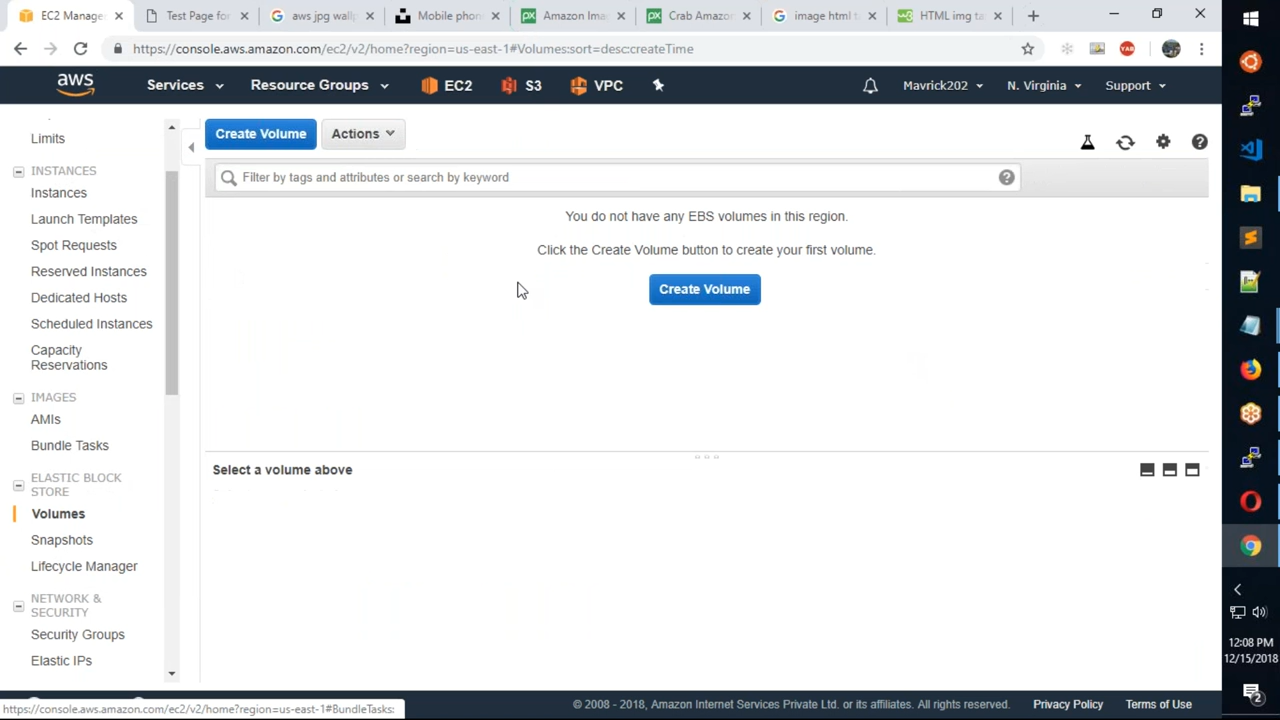 EC2 Manage
Test Page for
aws jpg wallp
Mobile phon
Amazon Ima
Crab Amazon
image html ta
HTML img ta
https://console.aws.amazon.com/ec2/v2/home?region=us-east-1#Volumes:sort=desc:createTime
YAB
aws
Services
Resource Groups
EC2
S3
VPC
Mavrick202
N. Virginia
Support
Limits
INSTANCES
Instances
Launch Templates
Spot Requests
Reserved Instances
Dedicated Hosts
Scheduled Instances
Capacity
Reservations
IMAGES
AMIs
Bundle Tasks
ELASTIC BLOCK
STORE
Volumes
Snapshots
Lifecycle Manager
NETWORK &
SECURITY
Security Groups
Elastic IPs
Create Volume
Actions
Filter by tags and attributes or search by keyword
You do not have any EBS volumes in this region.
Click the Create Volume button to create your first volume.
Create Volume
Select a volume above
https://console.aws.amazon.com/ec2/v2/home?region=us-east-1#BundleTasks:
© 2008 - 2018, Amazon Internet Services Private Ltd. or its affiliates. All rights reserved.
Privacy Policy
Terms of Use
12:08 PM
12/15/2018
2